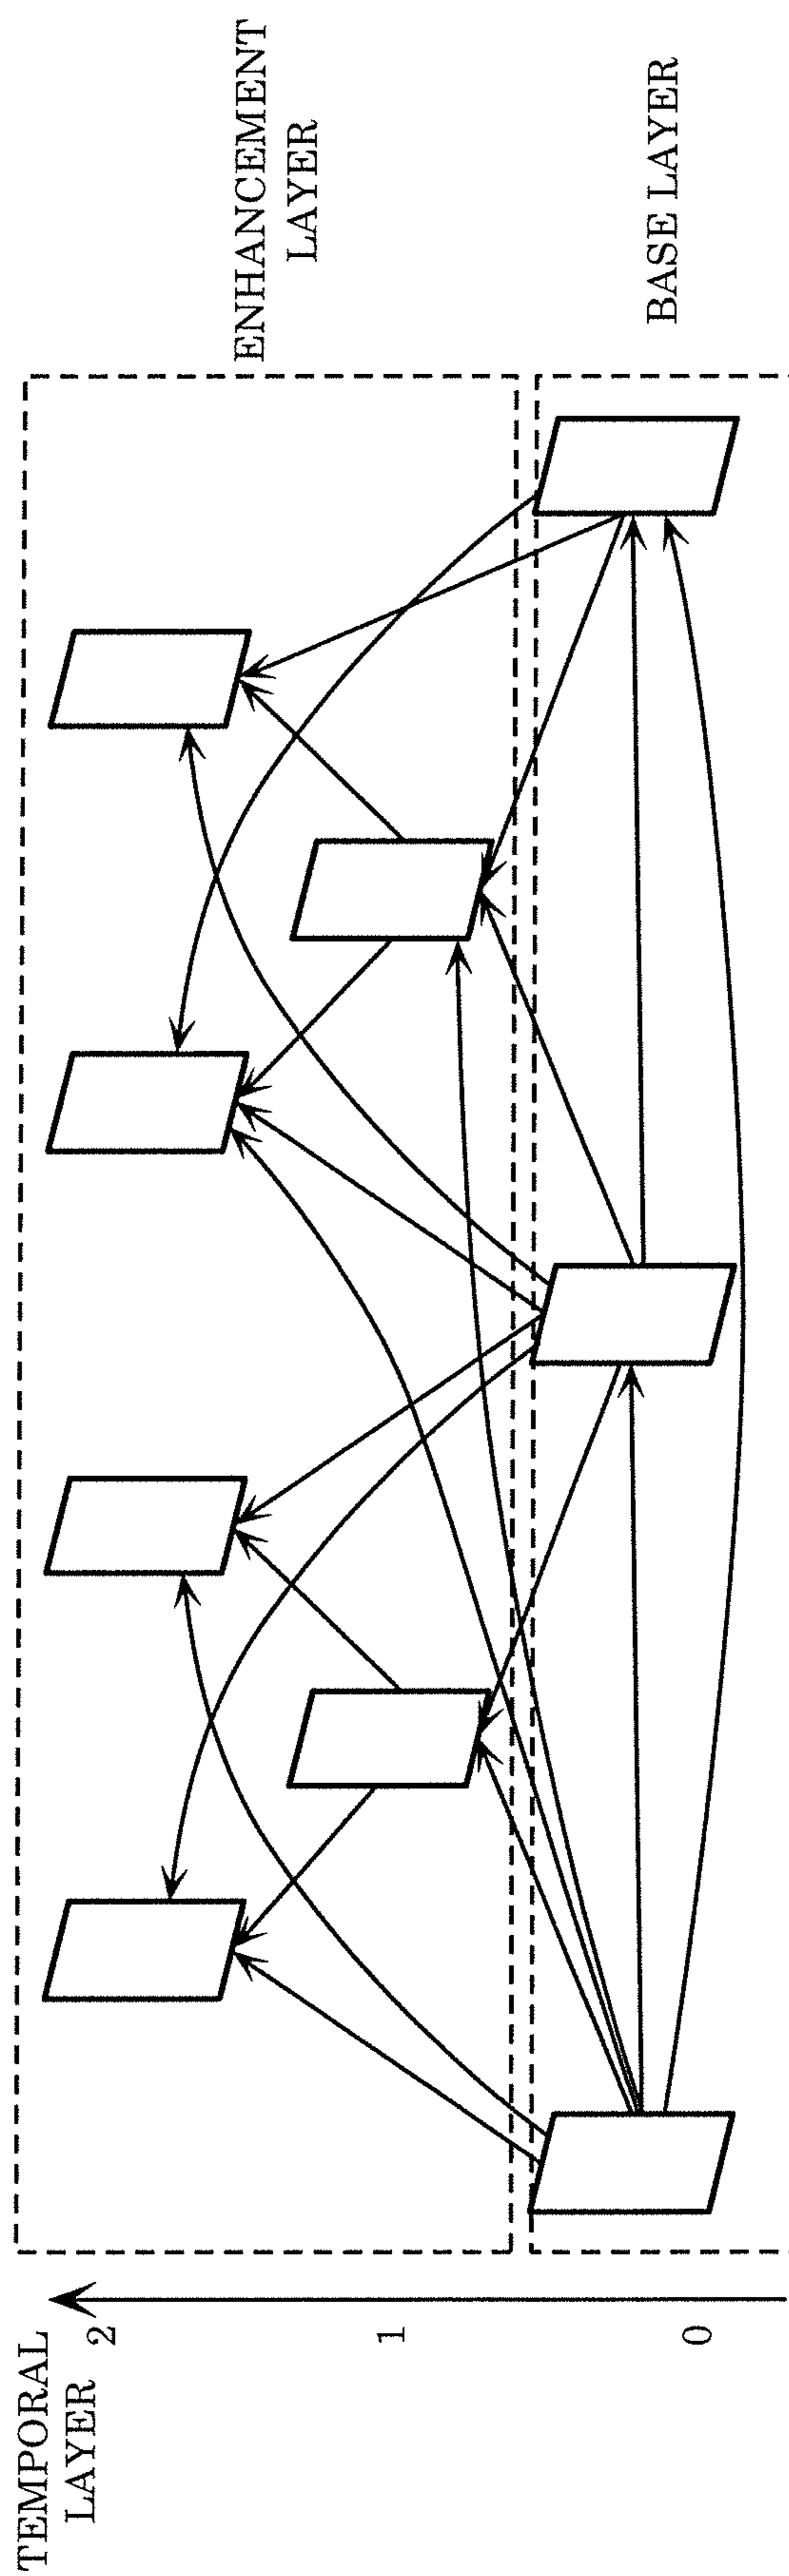 TEMPORAL
LAYER
2
1
0
ENHANCEMENT
LAYER
BASE LAYER